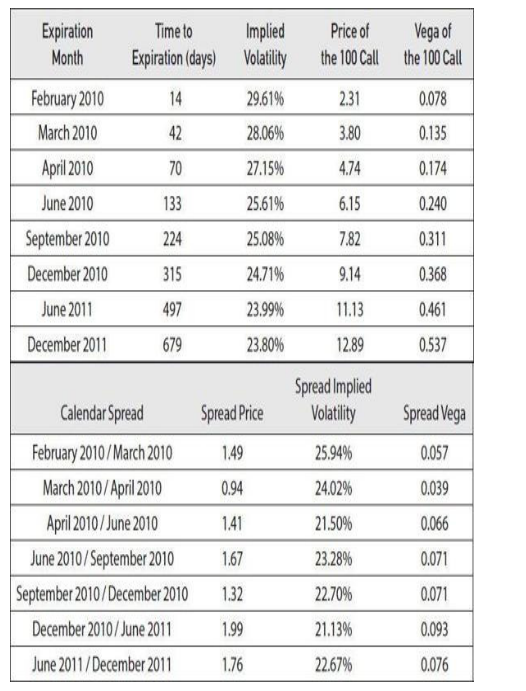 Expiration Time to Implied Price of Vega of
Month Expiration (days) Volatility the 100 Call the 100 Call
February 2010 14 29.61% 2.31 0.078
March 2010 42 28.06% 3.80 0.135
April 2010 70 27.15% 4.74 0.174
June 2010 133 25.61% 6.15 0.240
September 2010 224 25.08% 7.82 0.311
December 2010 315 24.71% 9.14 0.368
June 2011 497 23.99% 11.13 0.461
December 2011 679 23.80% 12.89 0.537
Spread Implied
Calendar Spread Spread Price Volatility Spread Vega
February 2010 / March 2010 1.49 25.94% 0.057
March 2010 / April 2010 0.94 24.02% 0.039
April 2010 / June 2010 1.41 21.50% 0.066
June 2010 / September 2010 1.67 23.28% 0.071
September 2010 / December 2010 1.32 22.70% 0.071
December 2010 / June 2011 1.99 21.13% 0.093
June 2011 / December 2011 1.76 22.67% 0.076